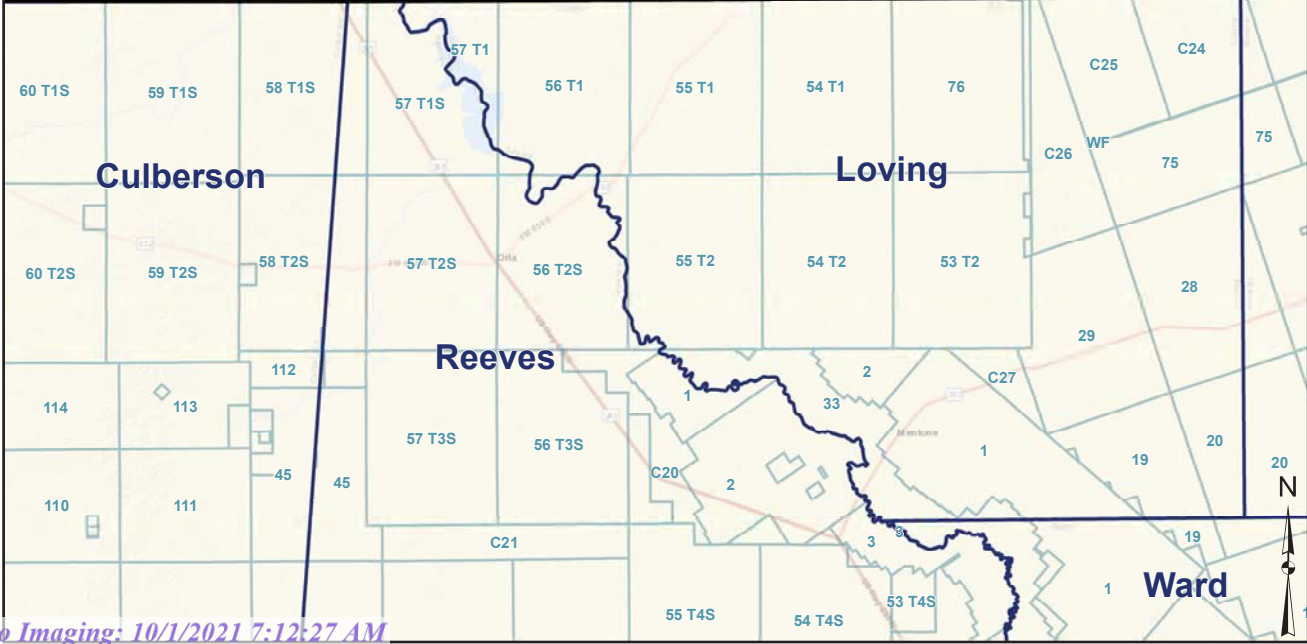 57 T1
C24
C25
60 T1S
59 T1S
58 T1S
57 T1S
56 T1
55 T1
54 T1
76
C26
WF
75
75
Culberson
Loving
60 T2S
59 T2S
58 T2S
57 T2S
Orla
56 T2S
55 T2
54 T2
53 T2
28
29
Reeves
112
1
2
33
C27
114
113
57 T3S
56 T3S
Mentone
1
19
20
20
45
45
C20
2
N
110
111
C21
3
9
19
55 T4S
54 T4S
53 T4S
1
Ward
o Imaging: 10/1/2021 7:12:27 AM